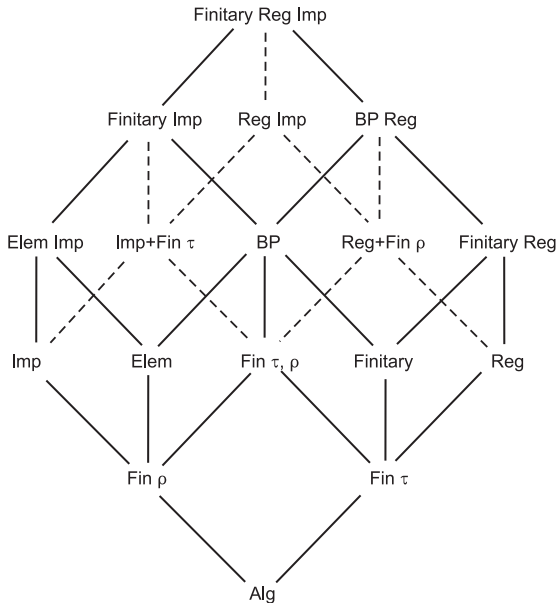 Finitary Reg Imp
Finitary Imp Reg Imp BP Reg
Elem Imp Imp+Fin τ BP Reg+Fin ρ Finitary Reg
Imp Elem Fin τ, ρ Finitary Reg
Fin ρ Fin τ
Alg